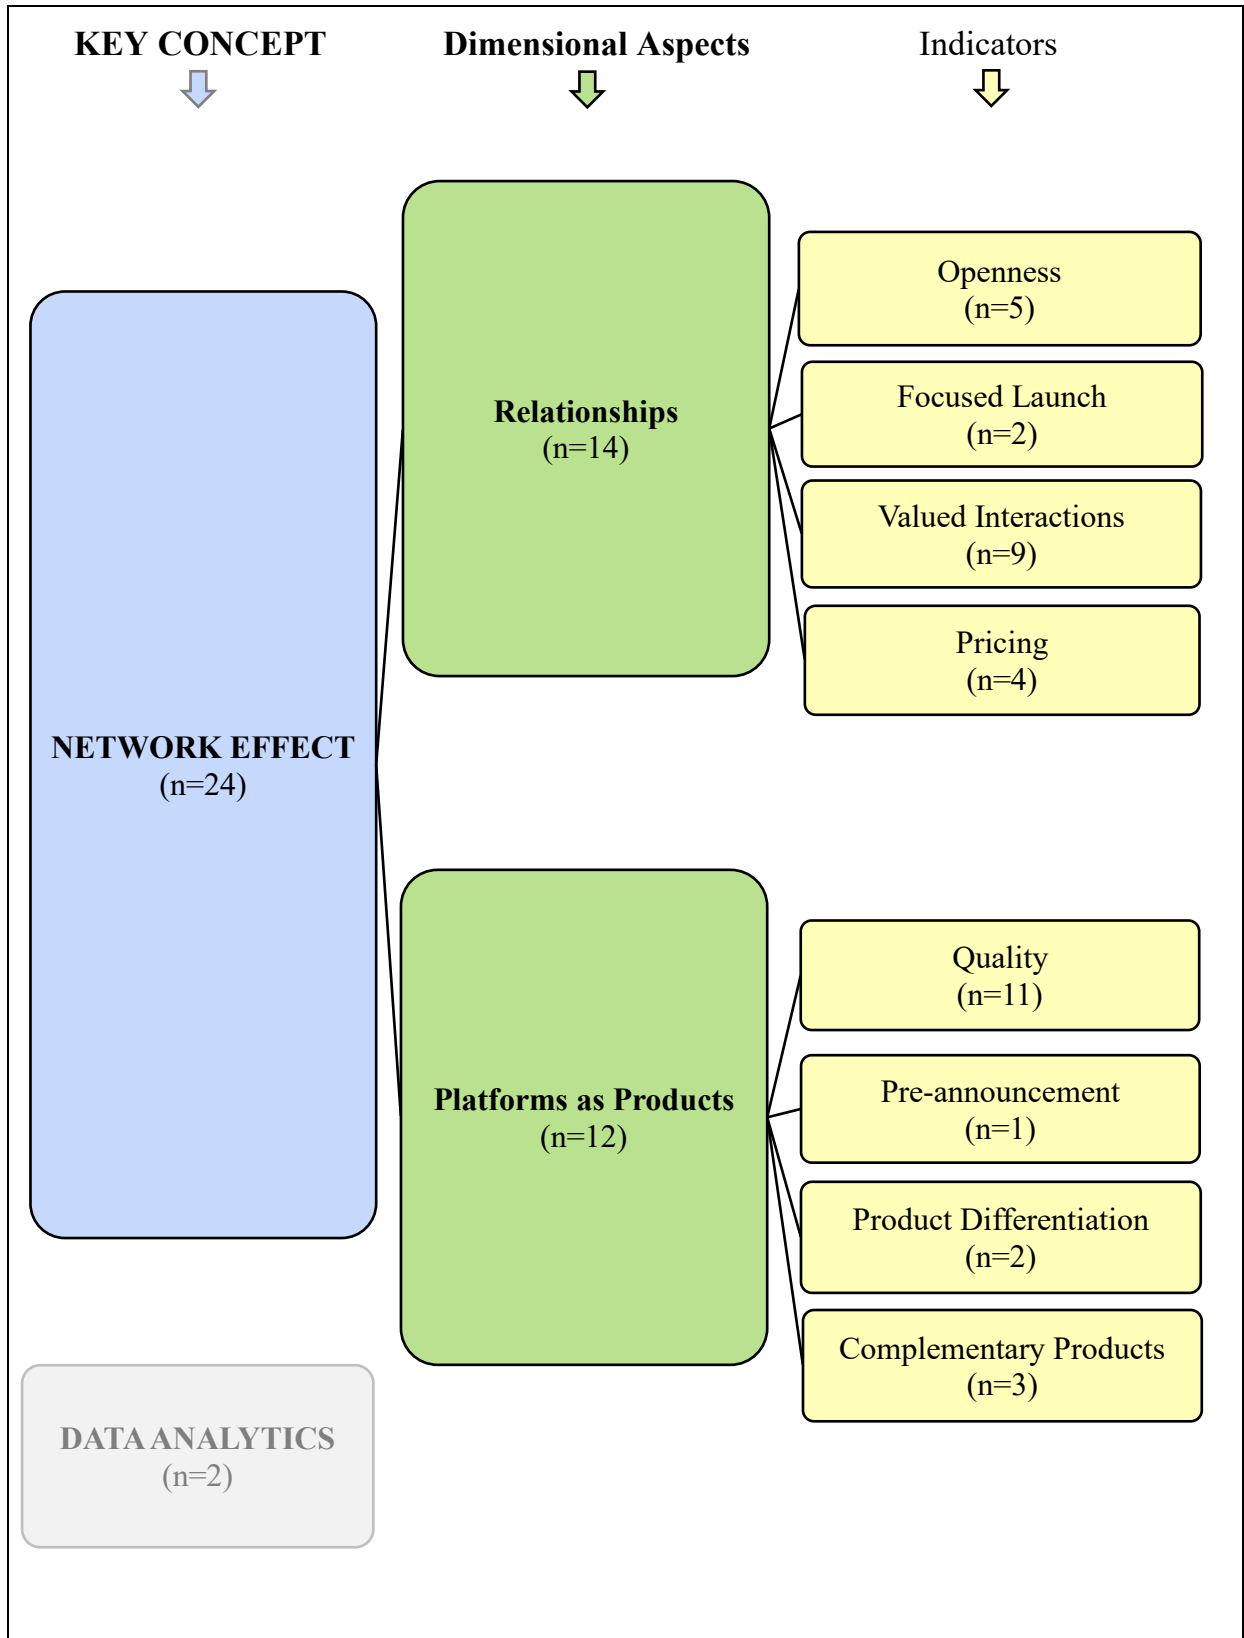 KEY CONCEPT
Dimensional Aspects
Indicators
NETWORK EFFECT
(n=24)
Relationships
(n=14)
Openness
(n=5)
Focused Launch
(n=2)
Valued Interactions
(n=9)
Pricing
(n=4)
Platforms as Products
(n=12)
Quality
(n=11)
Pre-announcement
(n=1)
Product Differentiation
(n=2)
Complementary Products
(n=3)
DATA ANALYTICS
(n=2)